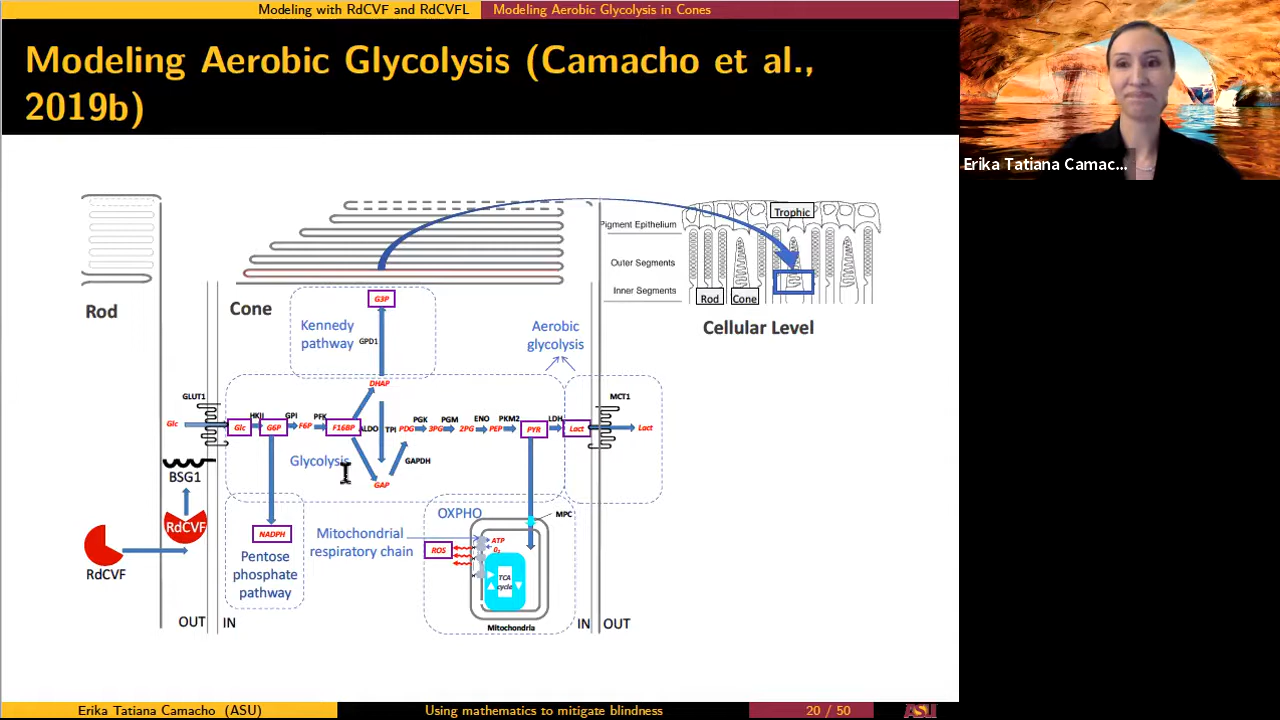 Modeling with RdCVF and RdCVFL
Modeling Aerobic Glycolysis in Cones
Modeling Aerobic Glycolysis (Camacho et al.,
2019b)
Erika Tatiana Camac...
Rod
Cone
Trophic
Pigment Epithelium
Outer Segments
Inner Segments
Rod
Cone
Cellular Level
G3P
Kennedy
pathway
GPD1
Aerobic
glycolysis
DHAP
GLUT1
MCT1
Glc
Glc
HKII
G6P
GPI
F6P
PFK
F16BP
ALDO
TPI
PDG
PGK
3PG
PGM
2PG
ENO
PEP
PKM2
PYR
LDH
Lact
Lact
Glycolysis
GAPDH
GAP
BSG1
RdCVF
RdCVF
NADPH
Pentose
phosphate
pathway
Mitochondrial
respiratory chain
OXPHO
MPC
ROS
ATP
O2
TCA
cycle
Mitochondria
OUT
IN
IN
OUT
Erika Tatiana Camacho (ASU)
Using mathematics to mitigate blindness
20 / 50
ASU